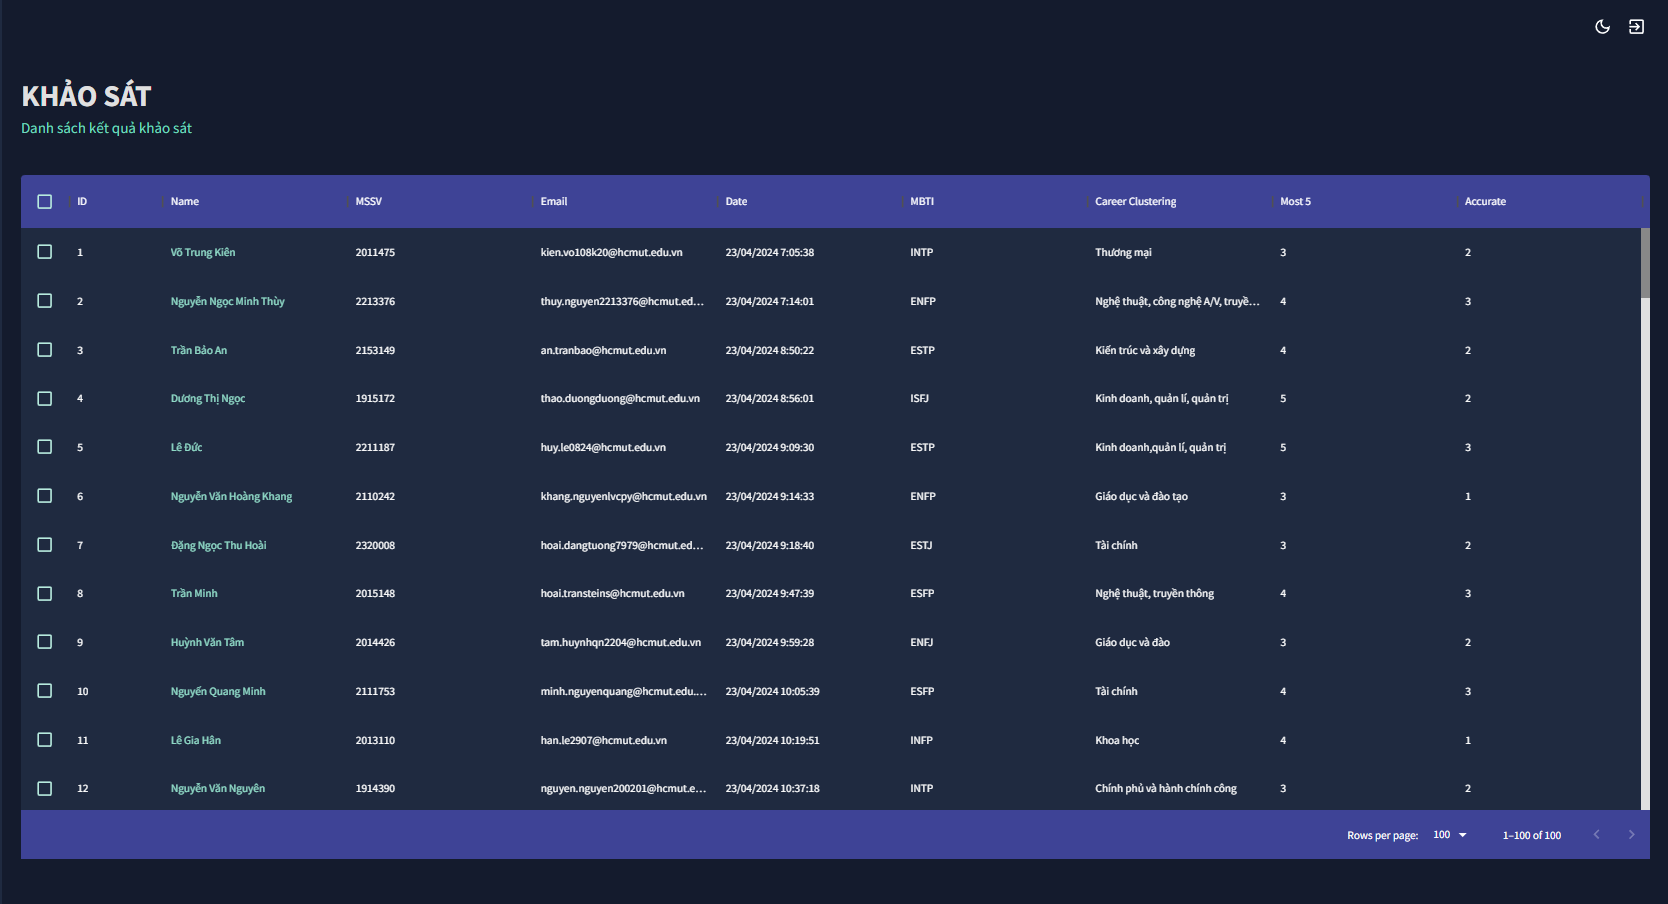 KHẢO SÁT
Danh sách kết quả khảo sát
ID Name MSSV Email Date MBTI Career Clustering Most 5 Accurate
1 Võ Trung Kiên 2011475 kien.vo108k20@hcmut.edu.vn 23/04/2024 7:05:38 INTP Thương mại 3 2
2 Nguyễn Ngọc Minh Thùy 2213376 thuy.nguyen2213376@hcmut.ed... 23/04/2024 7:14:01 ENFP Nghệ thuật, công nghệ A/V, truyề... 4 3
3 Trần Bảo An 2153149 an.tranbao@hcmut.edu.vn 23/04/2024 8:50:22 ESTP Kiến trúc và xây dựng 4 2
4 Dương Thị Ngọc 1915172 thao.duongduong@hcmut.edu.vn 23/04/2024 8:56:01 ISFJ Kinh doanh, quản lí, quản trị 5 2
5 Lê Đức 2211187 huy.le0824@hcmut.edu.vn 23/04/2024 9:09:30 ESTP Kinh doanh,quản lí, quản trị 5 3
6 Nguyễn Văn Hoàng Khang 2110242 khang.nguyenlvcpy@hcmut.edu.vn 23/04/2024 9:14:33 ENFP Giáo dục và đào tạo 3 1
7 Đặng Ngọc Thu Hoài 2320008 hoai.dangtuong7979@hcmut.ed... 23/04/2024 9:18:40 ESTJ Tài chính 3 2
8 Trần Minh 2015148 hoai.transteins@hcmut.edu.vn 23/04/2024 9:47:39 ESFP Nghệ thuật, truyền thông 4 3
9 Huỳnh Văn Tâm 2014426 tam.huynhqn2204@hcmut.edu.vn 23/04/2024 9:59:28 ENFJ Giáo dục và đào 3 2
10 Nguyễn Quang Minh 2111753 minh.nguyenquang@hcmut.edu.... 23/04/2024 10:05:39 ESFP Tài chính 4 3
11 Lê Gia Hân 2013110 han.le2907@hcmut.edu.vn 23/04/2024 10:19:51 INFP Khoa học 4 1
12 Nguyễn Văn Nguyên 1914390 nguyen.nguyen200201@hcmut.e... 23/04/2024 10:37:18 INTP Chính phủ và hành chính công 3 2
Rows per page: 100 1–100 of 100